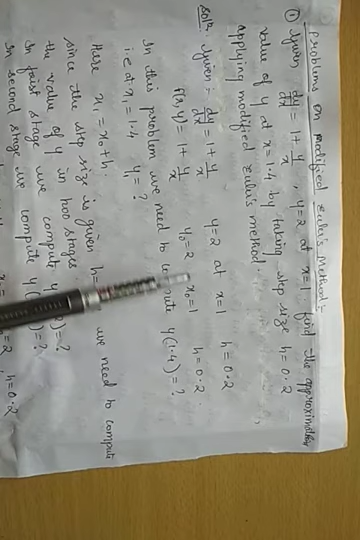 Problems on modified Euler's Method:
① Given dy/dx = 1 + y/x, y=2 at x=1 find the approximate
value of y at x=1.4 by taking step size h=0.2
applying modified Euler's method.
Soln: Given:- dy/dx = 1 + y/x y=2 at x=1 h=0.2
f(x,y) = 1 + y/x y₀=2 x₀=1 h=0.2
In this problem we need to compute y(1.4) = ?
i.e at x₁ = 1.4 y₁ = ?
Here x₁ = x₀ + h.
since the step size is given h= we need to compute
the value of y in two stages
In first stage we compute y( ) = ?
In second stage we compute y( ) = ?
=2 h=0.2